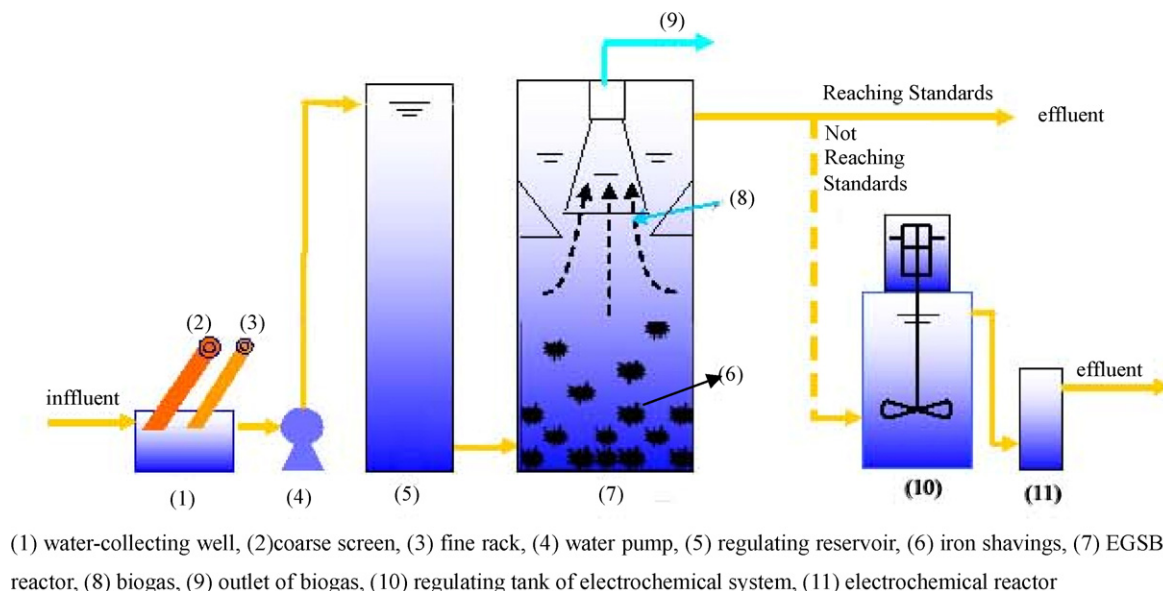 (9)
Reaching Standards
effluent
Not
Reaching
Standards
(8)
(2)
(3)
(6)
inffluent
effluent
(1)
(4)
(5)
(7)
(10)
(11)
(1) water-collecting well, (2)coarse screen, (3) fine rack, (4) water pump, (5) regulating reservoir, (6) iron shavings, (7) EGSB
reactor, (8) biogas, (9) outlet of biogas, (10) regulating tank of electrochemical system, (11) electrochemical reactor